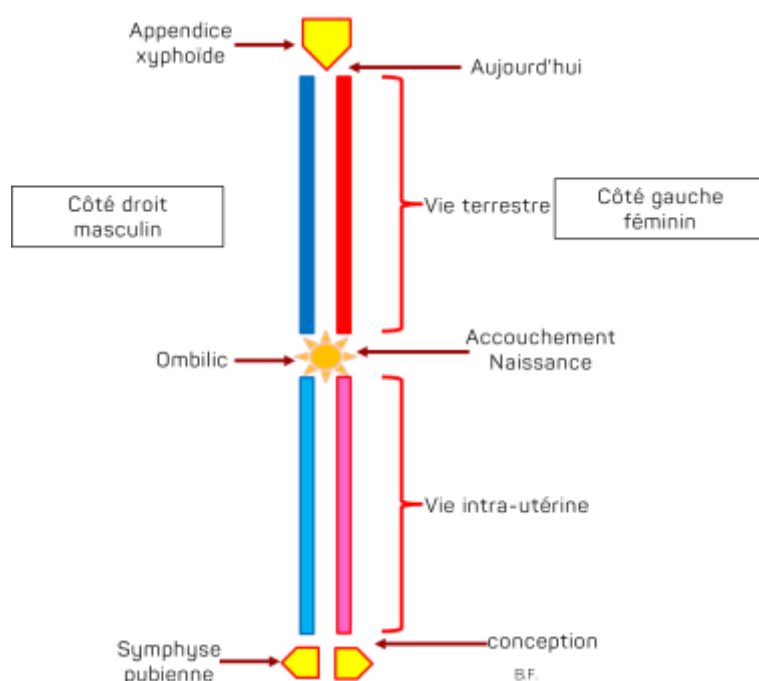 Appendice
xyphoïde
Aujourd'hui
Côté droit
masculin
Vie terrestre
Côté gauche
féminin
Ombilic
Accouchement
Naissance
Vie intra-utérine
Symphyse
pubienne
conception
B.F.